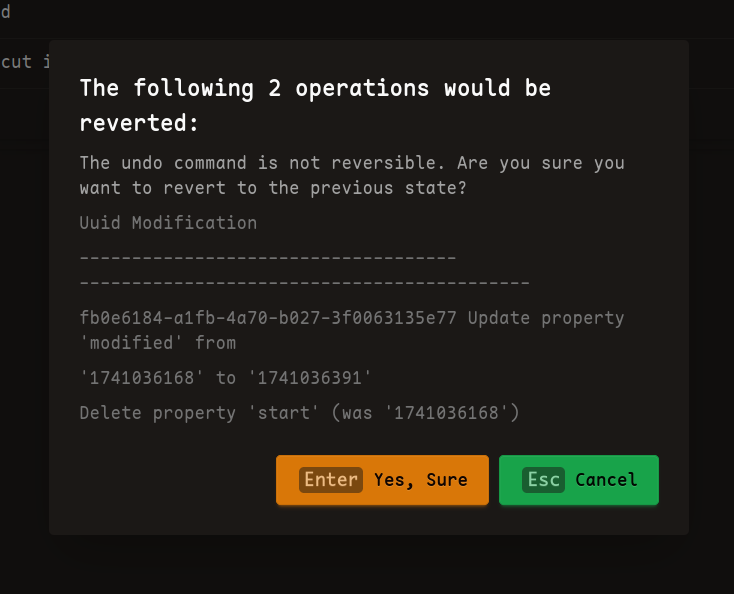 d
cut i
The following 2 operations would be
reverted:
The undo command is not reversible. Are you sure you
want to revert to the previous state?
Uuid Modification
------------------------------------
-------------------------------------------
fb0e6184-a1fb-4a70-b027-3f0063135e77 Update property
'modified' from
'1741036168' to '1741036391'
Delete property 'start' (was '1741036168')
Enter Yes, Sure
Esc Cancel